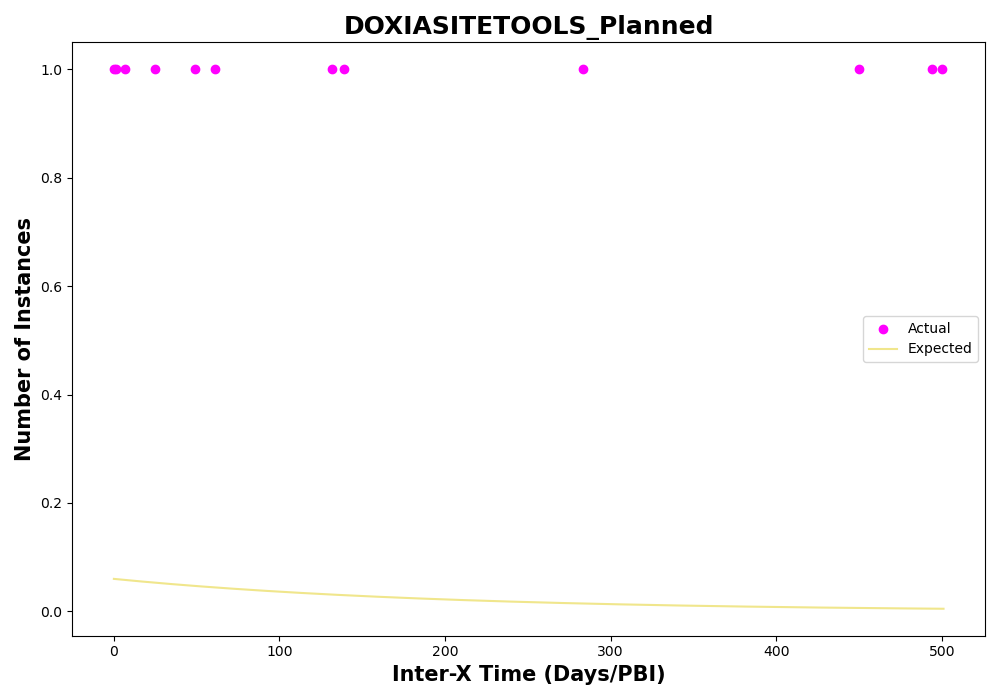 DOXIASITETOOLS_Planned
Number of Instances
1.0
0.8
0.6
0.4
0.2
0.0
Actual
Expected
0 100 200 300 400 500
Inter-X Time (Days/PBI)